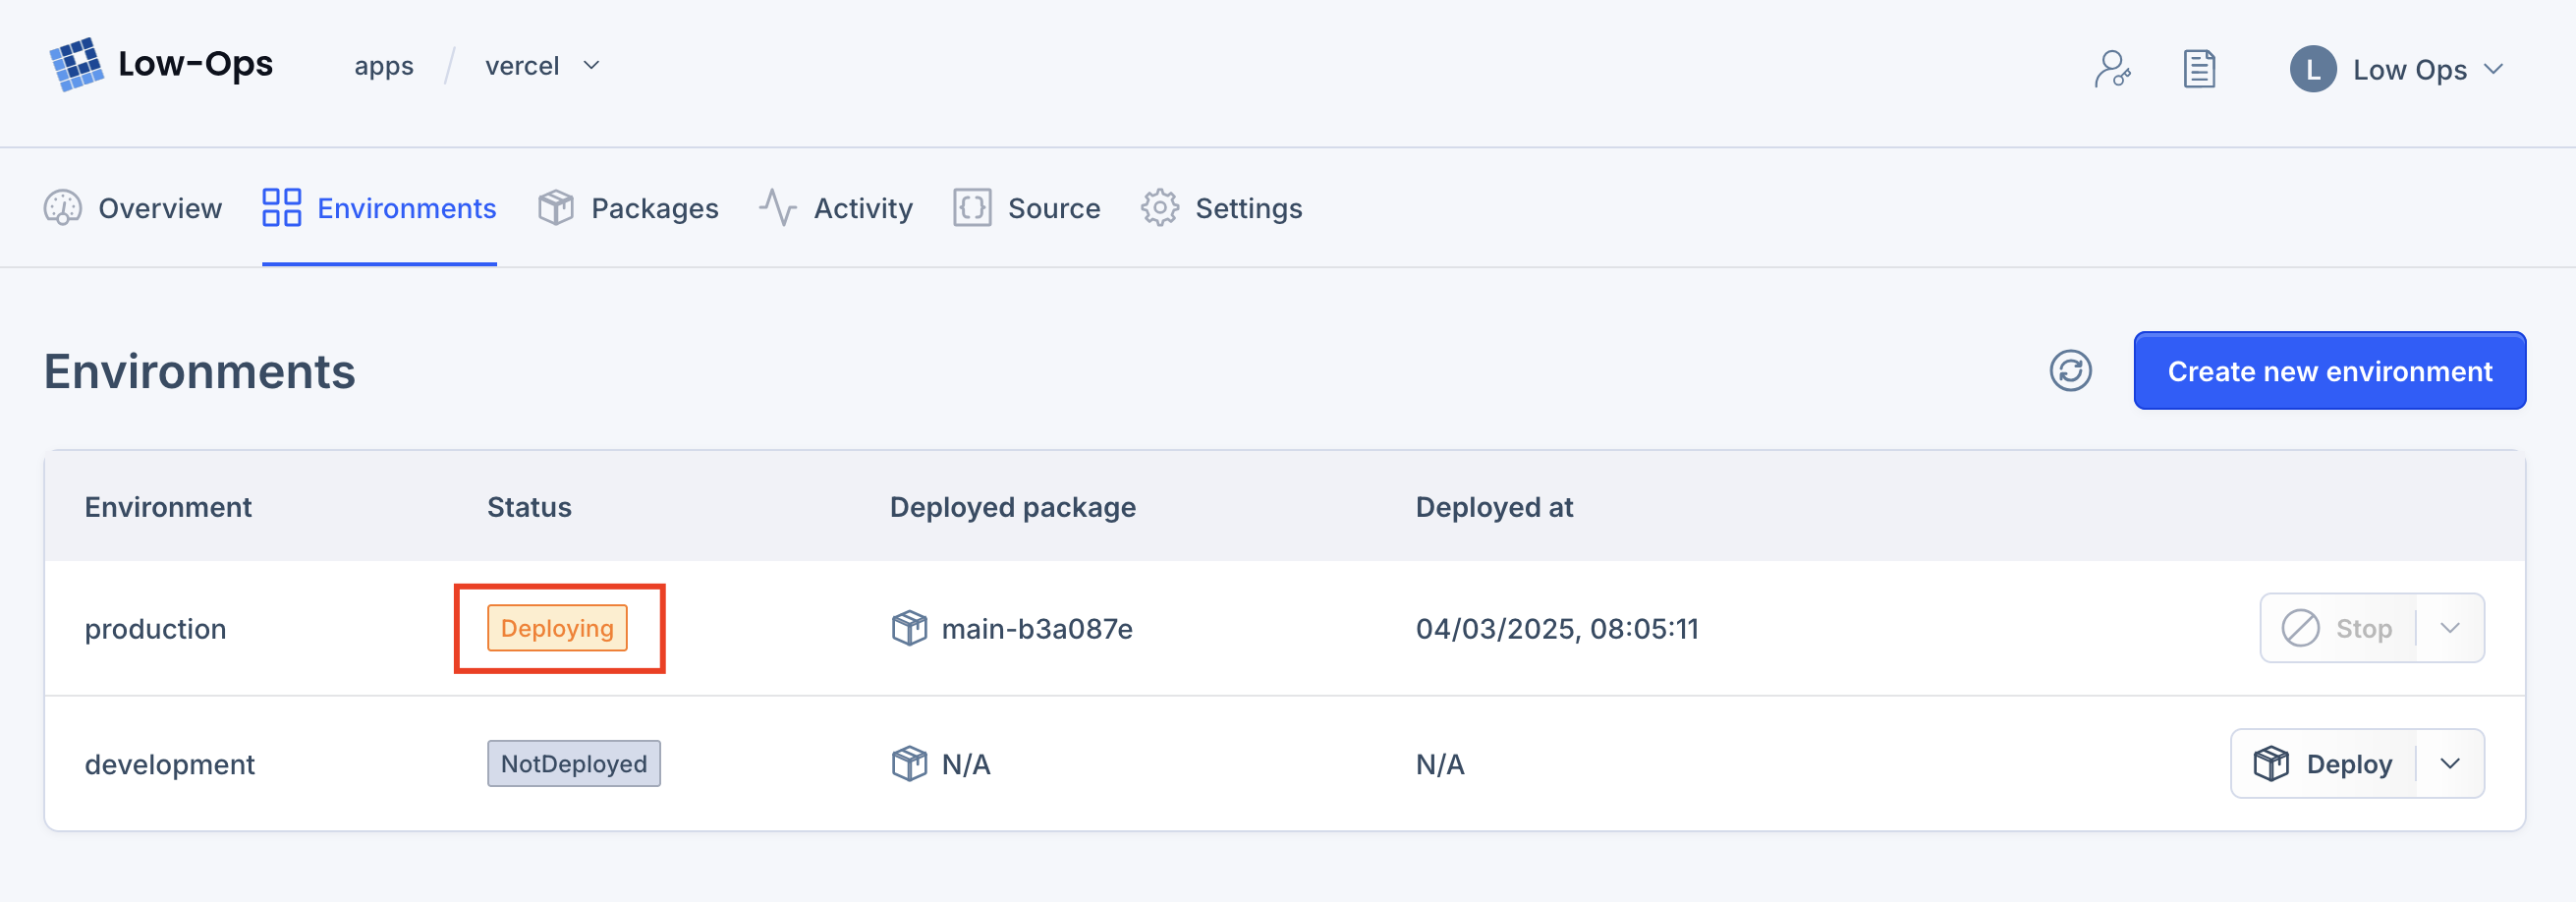 Low-Ops apps / vercel L Low Ops
Overview Environments Packages Activity Source Settings
Environments Create new environment
Environment Status Deployed package Deployed at
production Deploying main-b3a087e 04/03/2025, 08:05:11 Stop
development NotDeployed N/A N/A Deploy